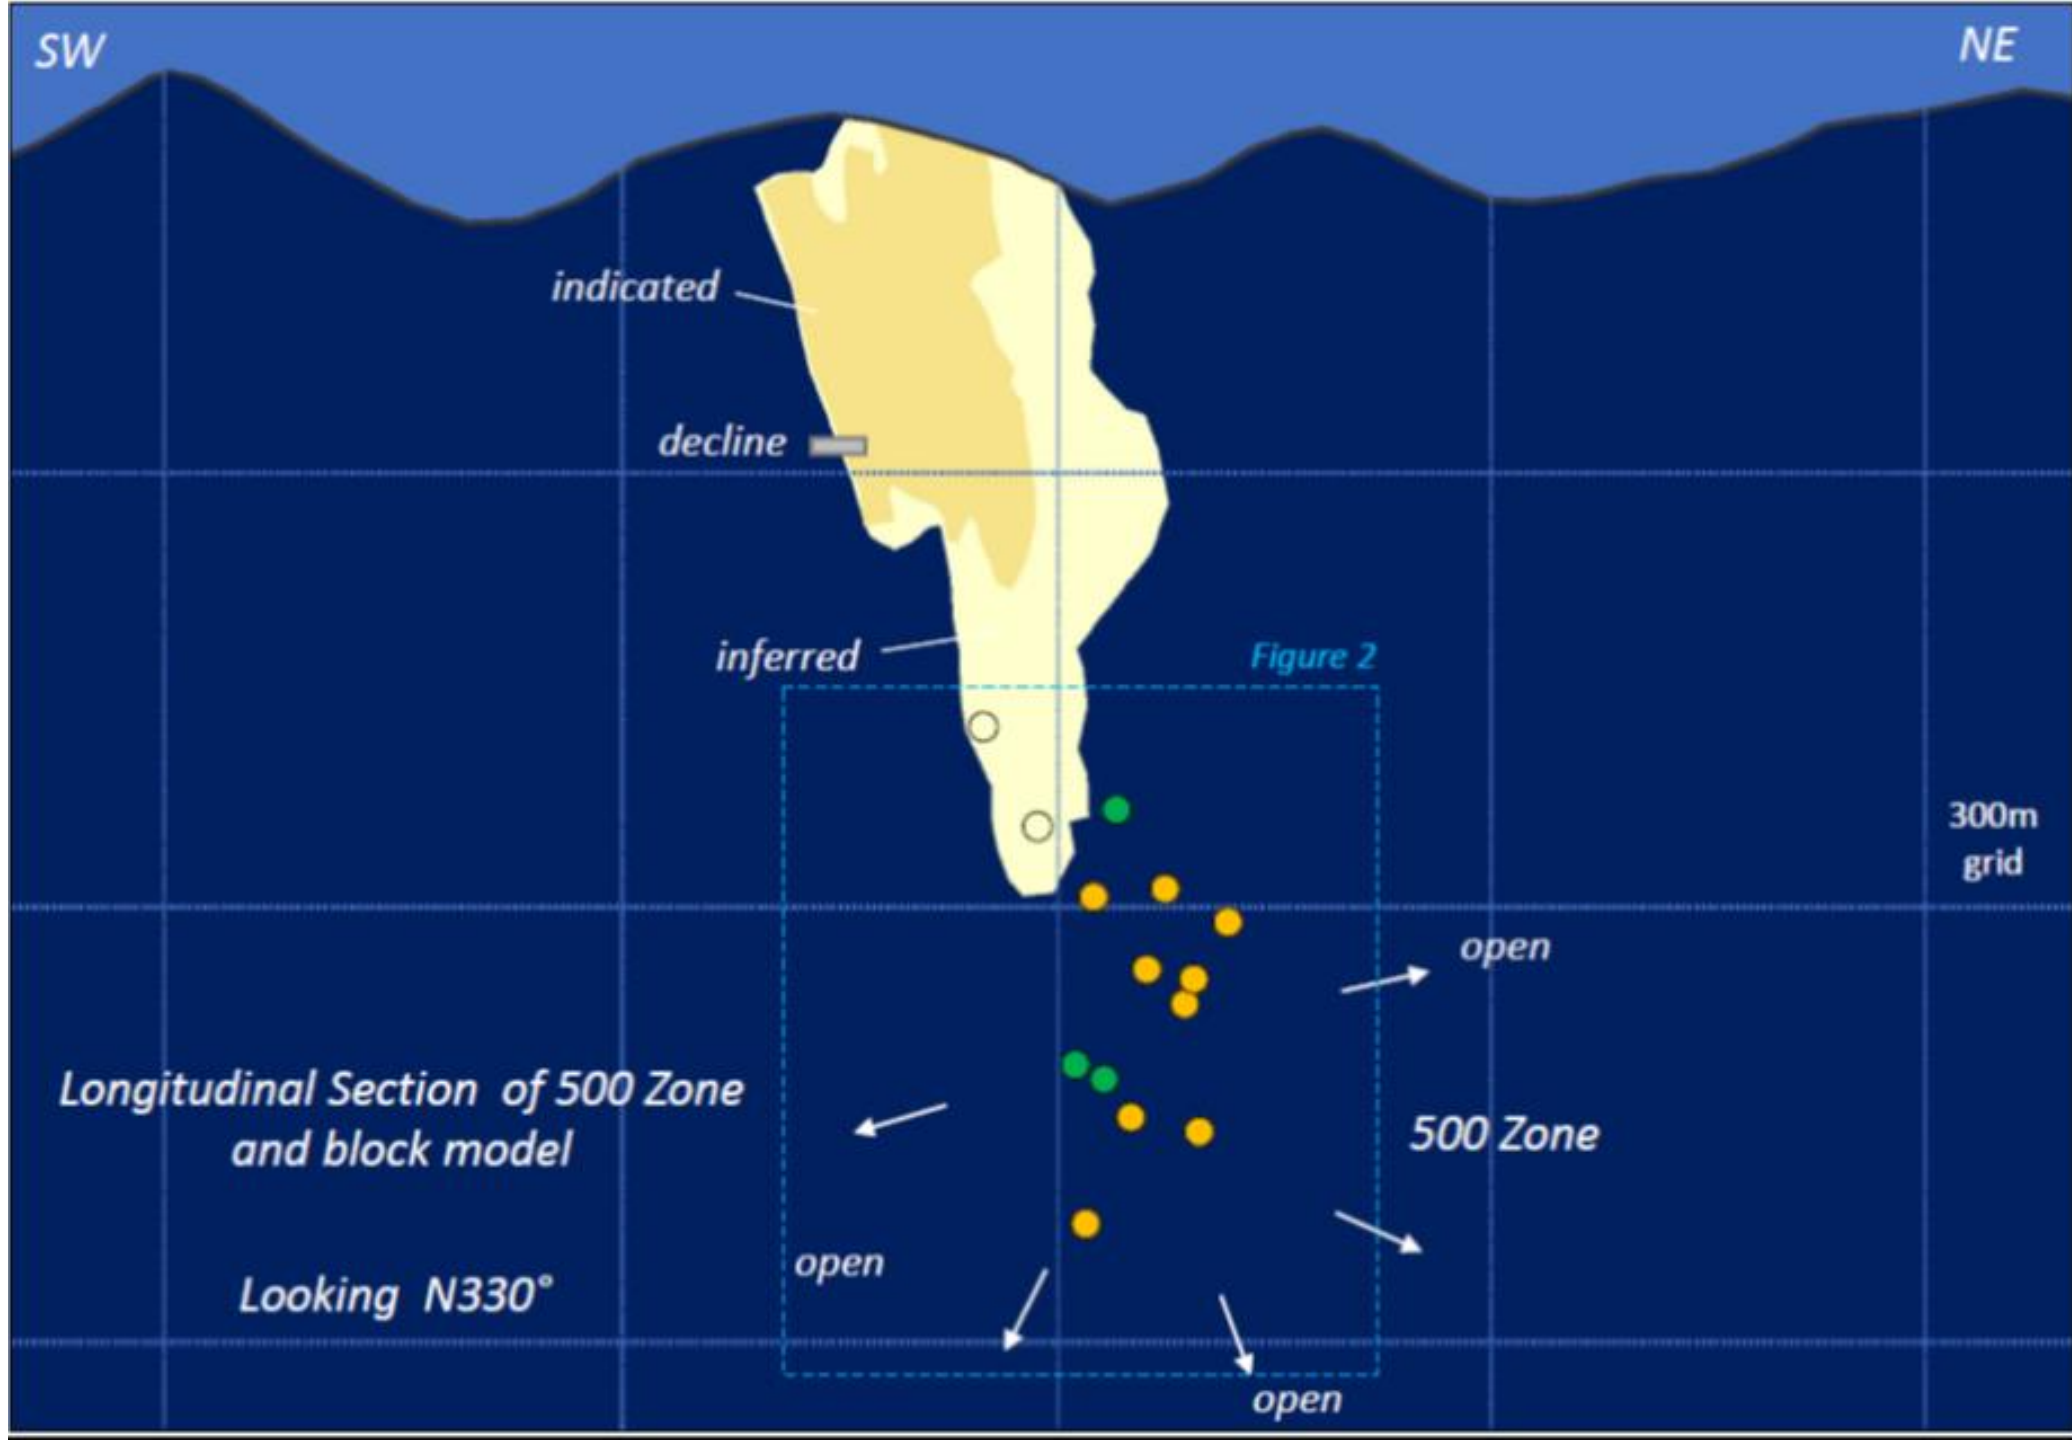 SW
NE
indicated
decline
inferred
Figure 2
300m
grid
open
Longitudinal Section of 500 Zone
and block model
500 Zone
open
Looking N330°
open